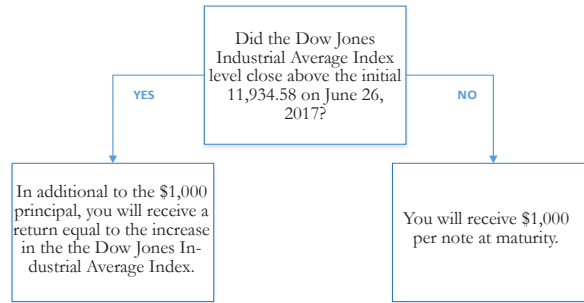 Did the Dow Jones
Industrial Average Index
level close above the initial
11,934.58 on June 26,
2017?
YES
NO
In additional to the $1,000
principal, you will receive a
return equal to the increase
in the the Dow Jones In-
dustrial Average Index.
You will receive $1,000
per note at maturity.